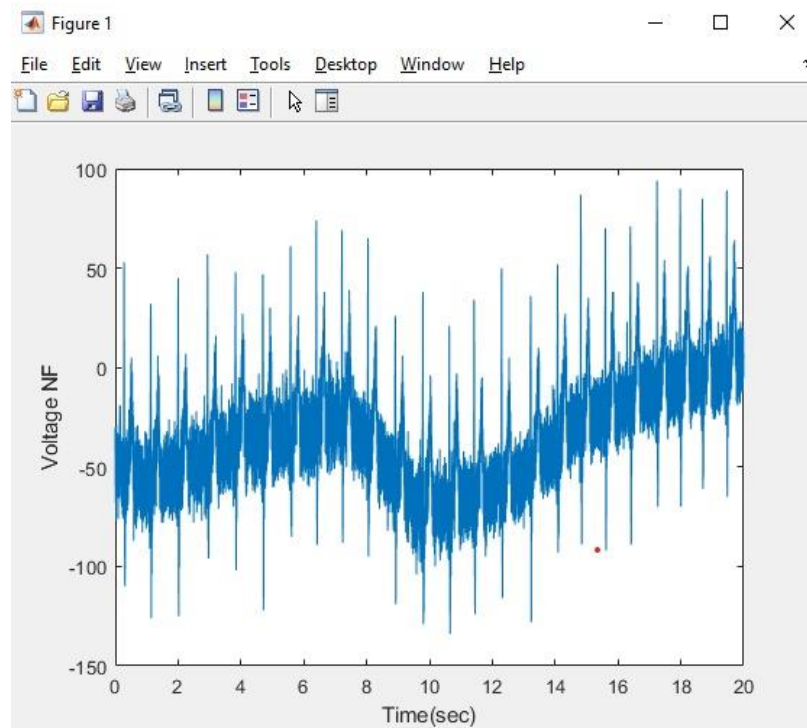 Figure 1
File Edit View Insert Tools Desktop Window Help
100
50
0
-50
-100
-150
Voltage NF
0 2 4 6 8 10 12 14 16 18 20
Time(sec)